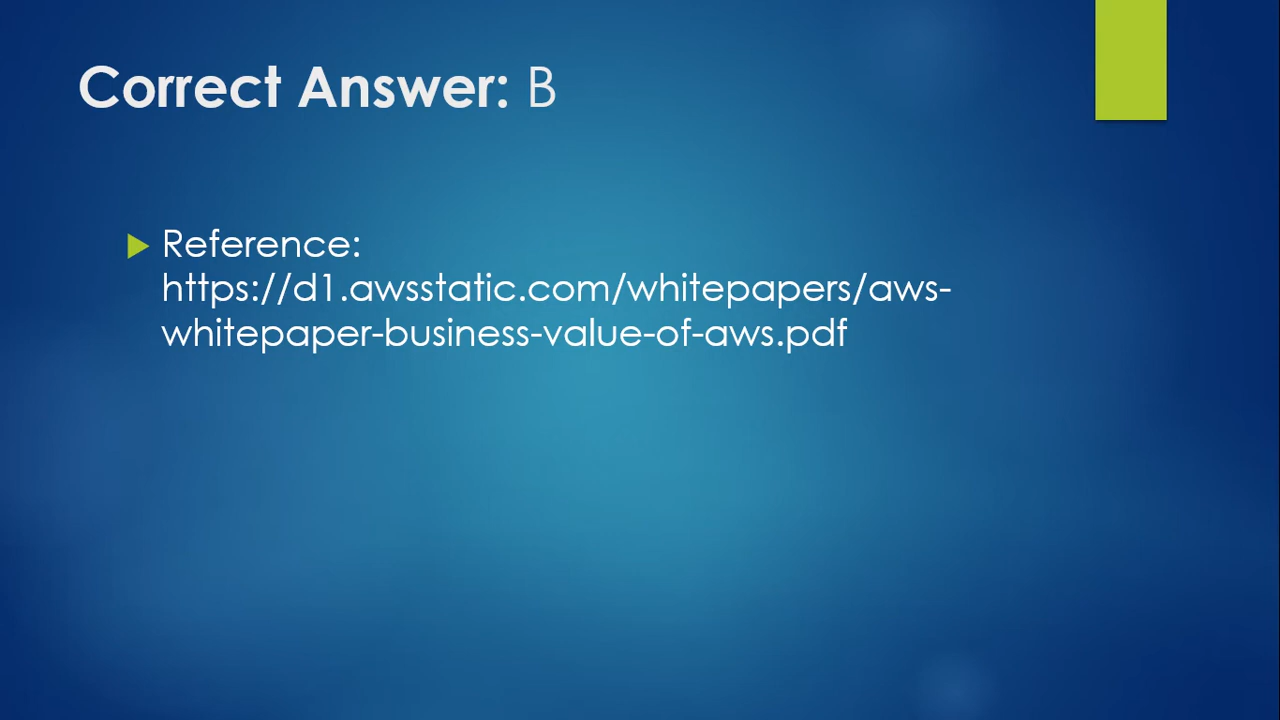 Correct Answer: B
Reference:
https://d1.awsstatic.com/whitepapers/aws-
whitepaper-business-value-of-aws.pdf